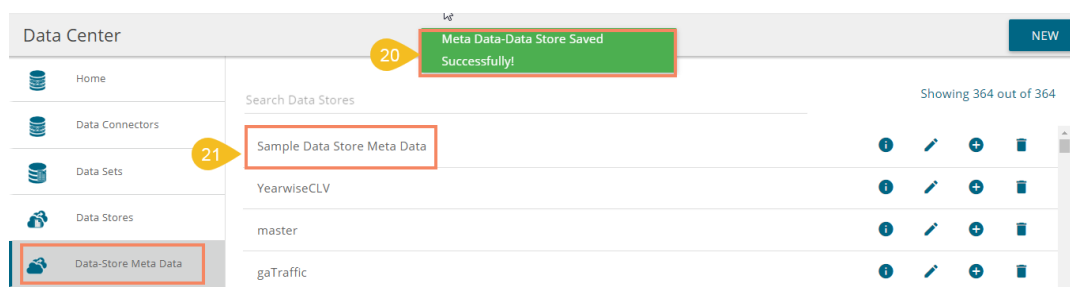 Data Center
20
Meta Data-Data Store Saved
Successfully!
NEW
Home
Data Connectors
Data Sets
Data Stores
Data-Store Meta Data
Search Data Stores
Showing 364 out of 364
21
Sample Data Store Meta Data
YearwiseCLV
master
gaTraffic